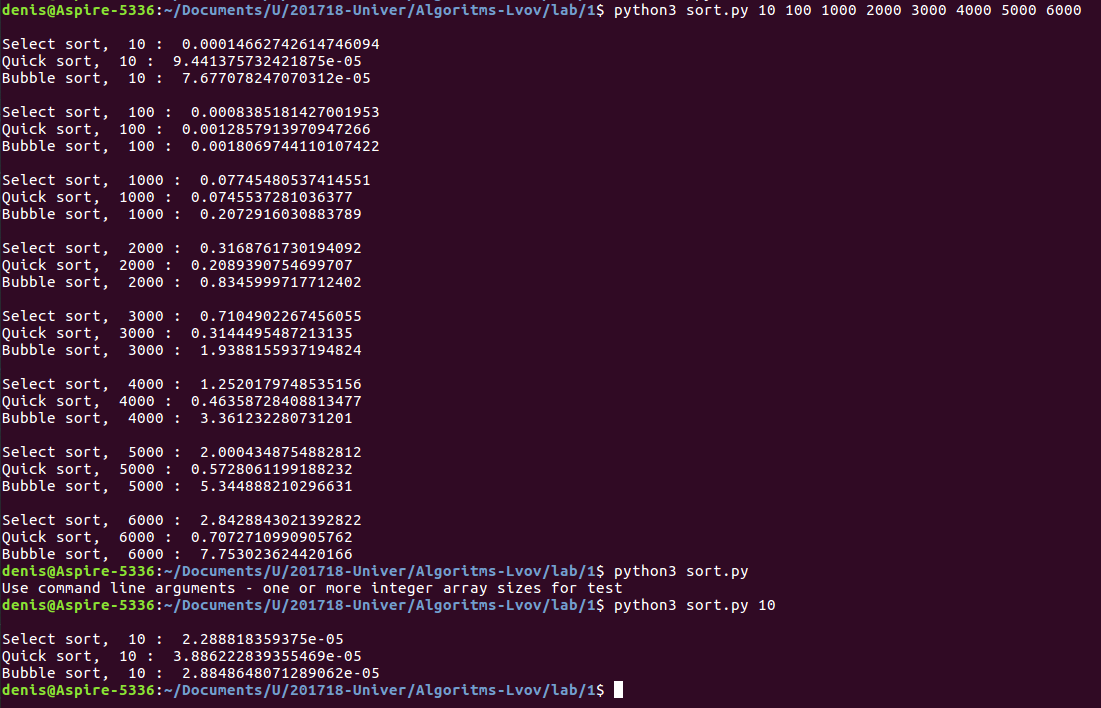 denis@Aspire-5336:~/Documents/U/201718-Univer/Algoritms-Lvov/lab/1$ python3 sort.py 10 100 1000 2000 3000 4000 5000 6000
Select sort,  10 :  0.00014662742614746094
Quick sort,  10 :  9.441375732421875e-05
Bubble sort,  10 :  7.677078247070312e-05
Select sort,  100 :  0.0008385181427001953
Quick sort,  100 :  0.0012857913970947266
Bubble sort,  100 :  0.0018069744110107422
Select sort,  1000 :  0.07745480537414551
Quick sort,  1000 :  0.0745537281036377
Bubble sort,  1000 :  0.2072916030883789
Select sort,  2000 :  0.3168761730194092
Quick sort,  2000 :  0.2089390754699707
Bubble sort,  2000 :  0.8345999717712402
Select sort,  3000 :  0.7104902267456055
Quick sort,  3000 :  0.3144495487213135
Bubble sort,  3000 :  1.9388155937194824
Select sort,  4000 :  1.2520179748535156
Quick sort,  4000 :  0.46358728408813477
Bubble sort,  4000 :  3.361232280731201
Select sort,  5000 :  2.0004348754882812
Quick sort,  5000 :  0.5728061199188232
Bubble sort,  5000 :  5.344888210296631
Select sort,  6000 :  2.8428843021392822
Quick sort,  6000 :  0.7072710990905762
Bubble sort,  6000 :  7.753023624420166
denis@Aspire-5336:~/Documents/U/201718-Univer/Algoritms-Lvov/lab/1$ python3 sort.py
Use command line arguments - one or more integer array sizes for test
denis@Aspire-5336:~/Documents/U/201718-Univer/Algoritms-Lvov/lab/1$ python3 sort.py 10
Select sort,  10 :  2.288818359375e-05
Quick sort,  10 :  3.886222839355469e-05
Bubble sort,  10 :  2.8848648071289062e-05
denis@Aspire-5336:~/Documents/U/201718-Univer/Algoritms-Lvov/lab/1$